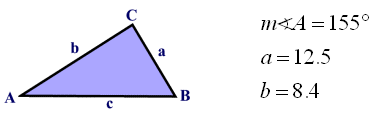 C
b
a
A
c
B
m∢A = 155°
a = 12.5
b = 8.4